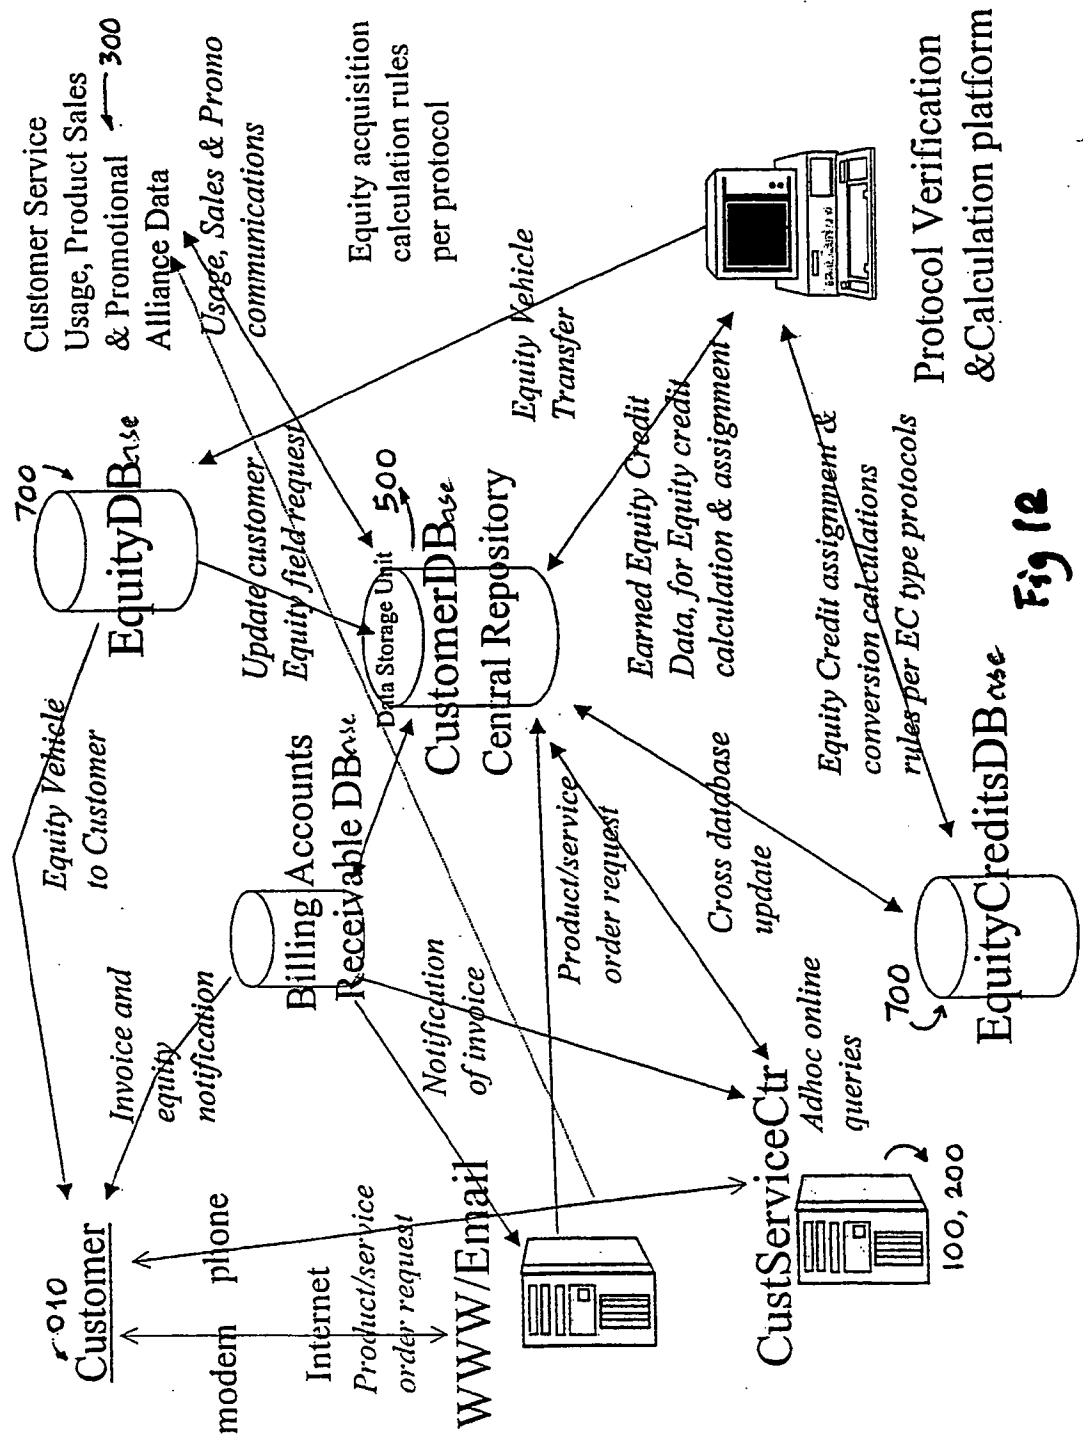 010
Customer
modem
phone
Internet
Product/service
order request
WWW/Email
Invoice and
equity
notification
Equity Vehicle
to Customer
Billing Accounts
Receivable DBase
Notification
of invoice
700
EquityDBase
Update customer
Equity field request
Customer Service
Usage, Product Sales
& Promotional
Alliance Data
300
Usage, Sales & Promo
communications
Equity acquisition
calculation rules
per protocol
Data Storage Unit
500
CustomerDBase
Central Repository
Equity Vehicle
Transfer
Product/service
order request
Earned Equity Credit
Data, for Equity credit
calculation & assignment
Cross database
update
CustServiceCtr
Adhoc online
queries
100, 200
Equity Credit assignment &
conversion calculations
rules per EC type protocols
700
EquityCreditsDBase
Protocol Verification
&Calculation platform
Fig 12